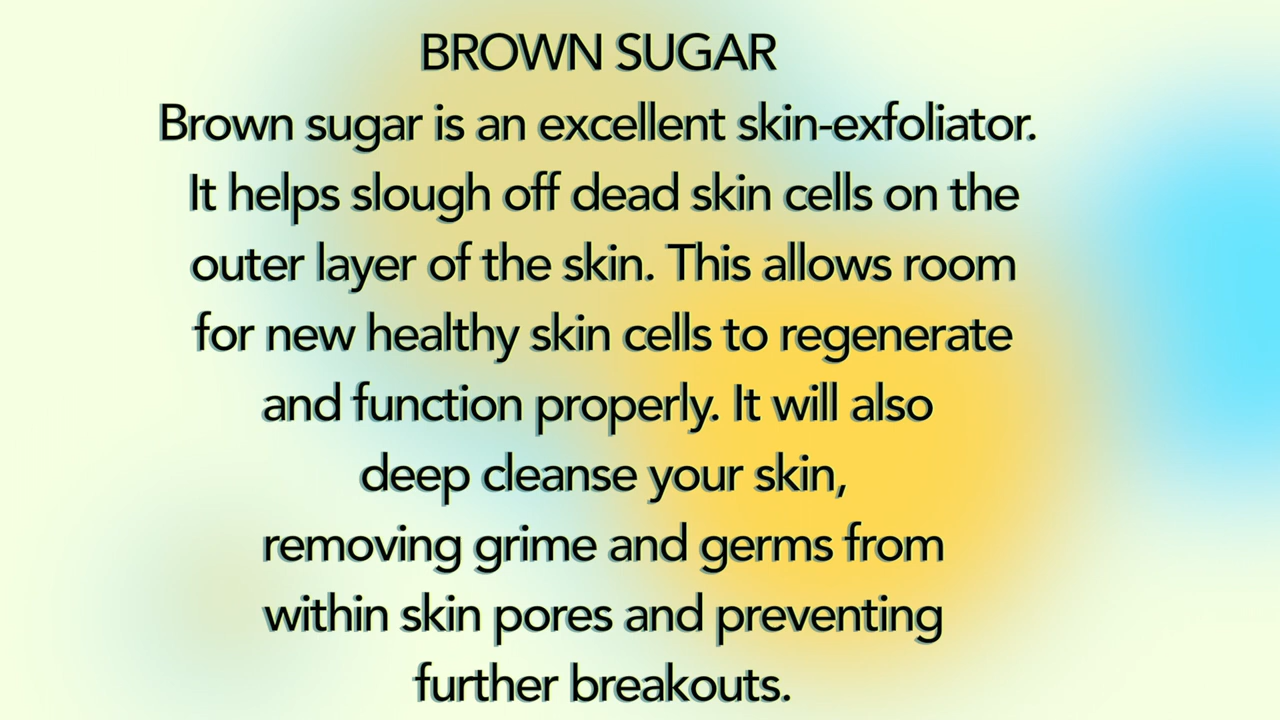 BROWN SUGAR
Brown sugar is an excellent skin-exfoliator.
It helps slough off dead skin cells on the
outer layer of the skin. This allows room
for new healthy skin cells to regenerate
and function properly. It will also
deep cleanse your skin,
removing grime and germs from
within skin pores and preventing
further breakouts.